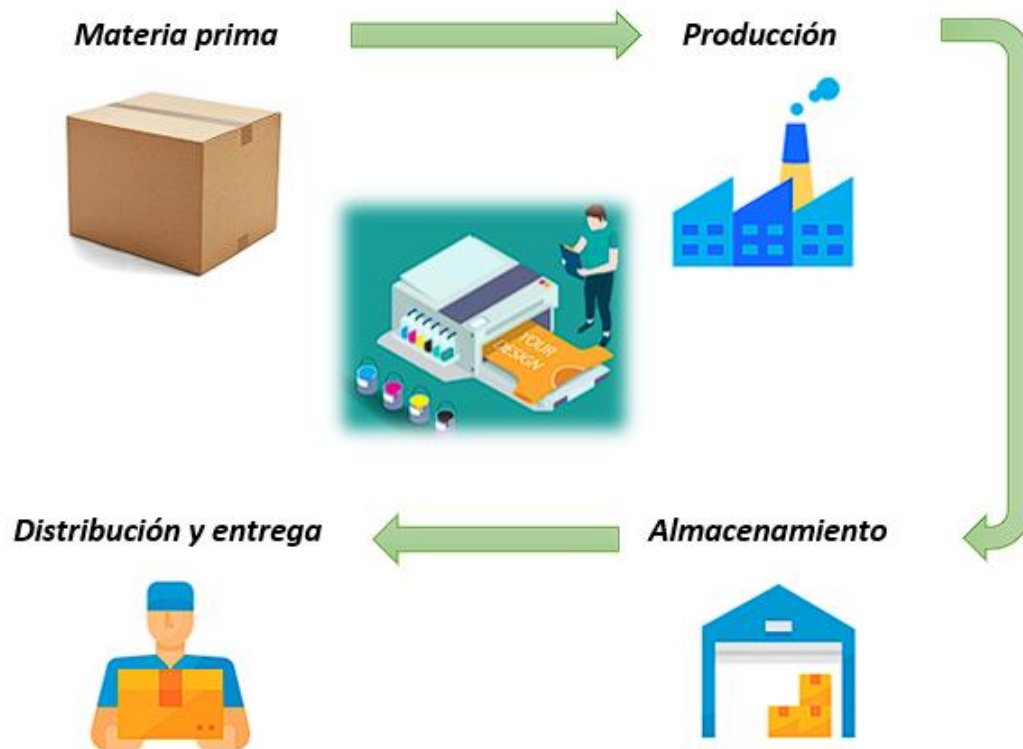 Materia prima
Producción
YOUR
DESIGN
Distribución y entrega
Almacenamiento